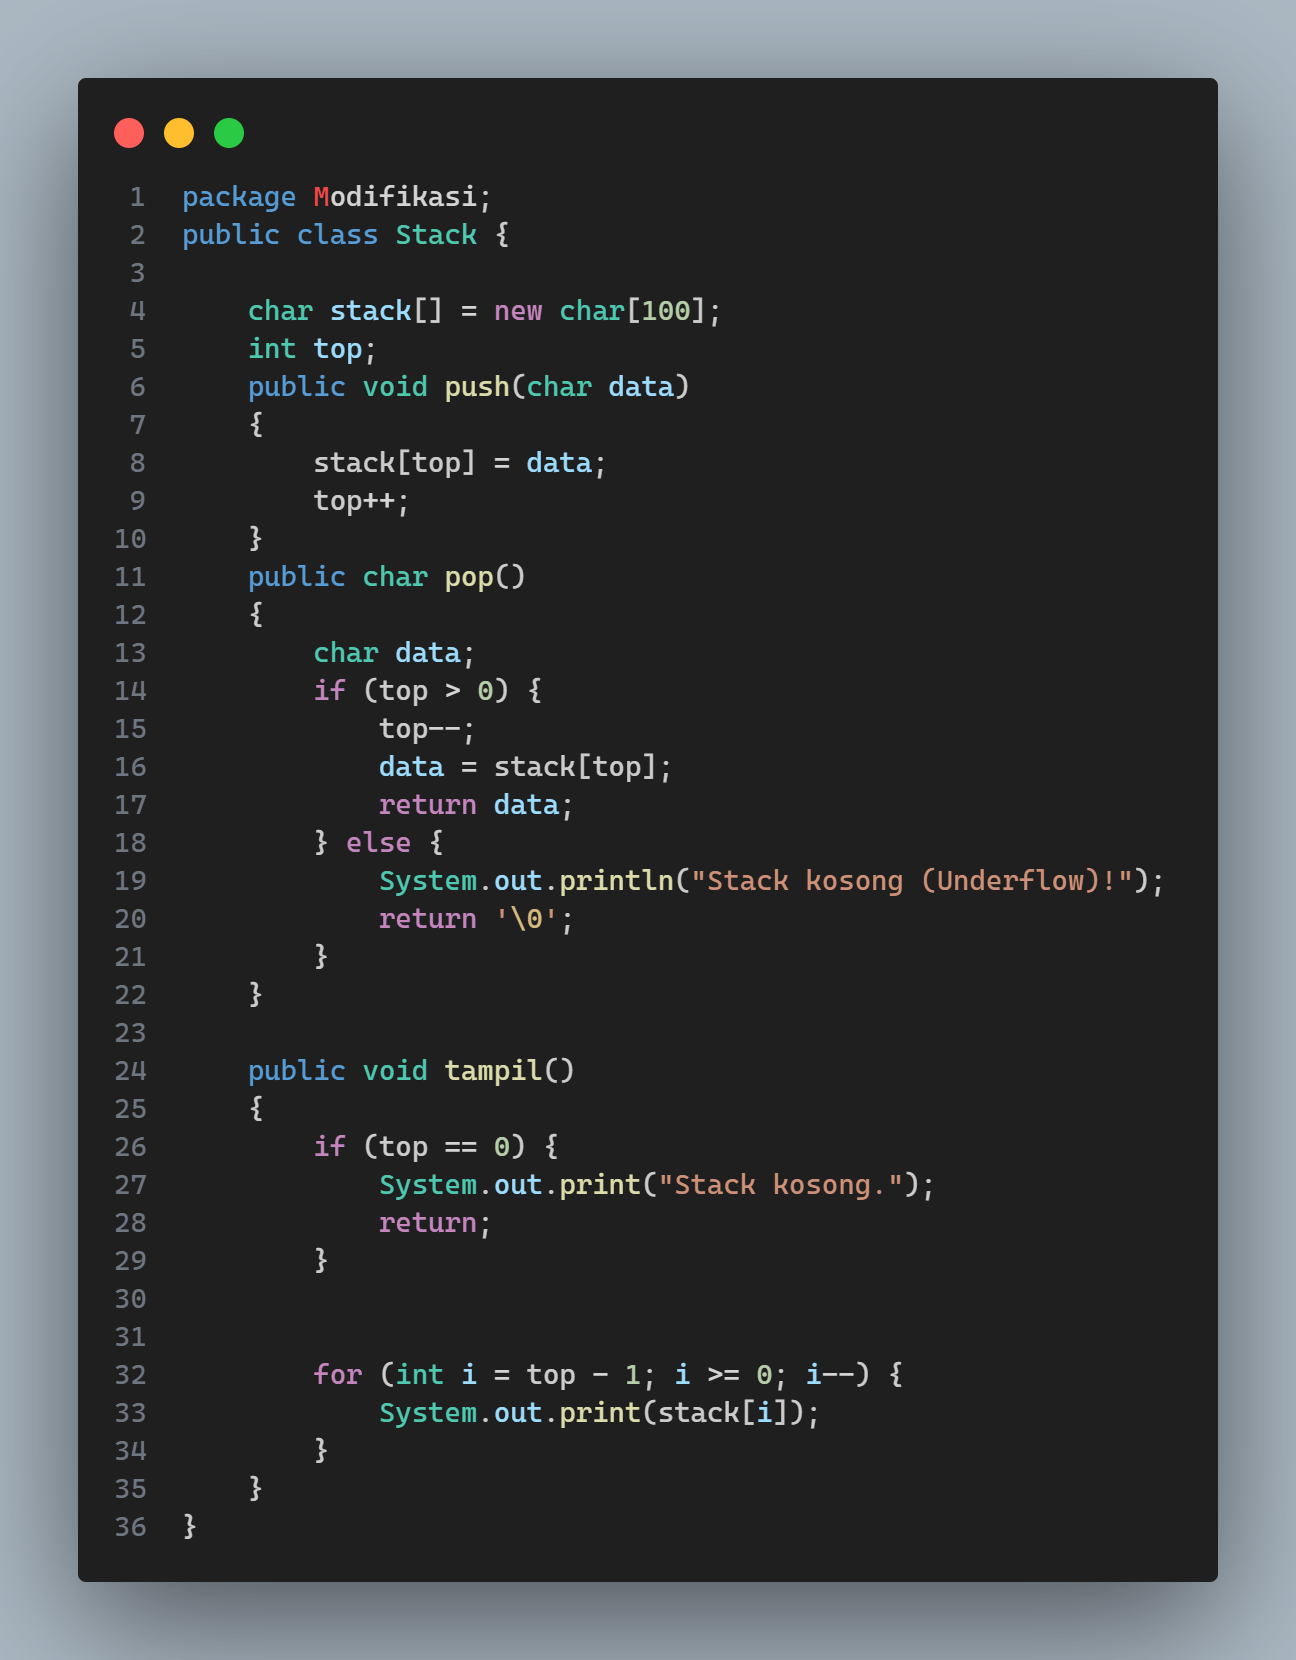 1 package Modifikasi;
2 public class Stack {
3
4     char stack[] = new char[100];
5     int top;
6     public void push(char data)
7     {
8         stack[top] = data;
9         top++;
10     }
11     public char pop()
12     {
13         char data;
14         if (top > 0) {
15             top--;
16             data = stack[top];
17             return data;
18         } else {
19             System.out.println("Stack kosong (Underflow)!");
20             return '\0';
21         }
22     }
23
24     public void tampil()
25     {
26         if (top == 0) {
27             System.out.print("Stack kosong.");
28             return;
29         }
30
31
32         for (int i = top - 1; i >= 0; i--) {
33             System.out.print(stack[i]);
34         }
35     }
36 }